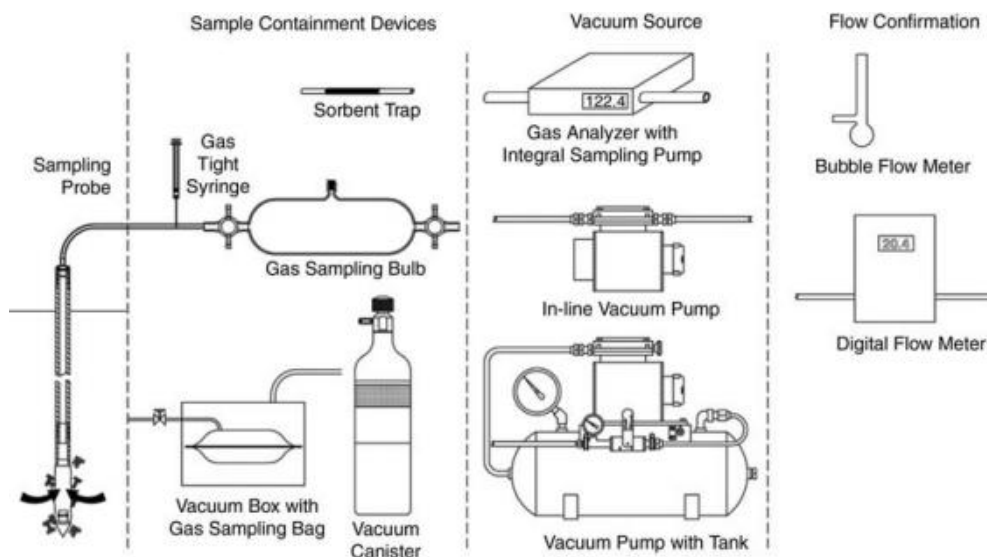 Sample Containment Devices
Vacuum Source
Flow Confirmation
Sorbent Trap
122.4
Gas Analyzer with
Integral Sampling Pump
Bubble Flow Meter
Sampling
Probe
Gas
Tight
Syringe
Gas Sampling Bulb
In-line Vacuum Pump
20.4
Digital Flow Meter
Vacuum Box with
Gas Sampling Bag
Vacuum
Canister
Vacuum Pump with Tank